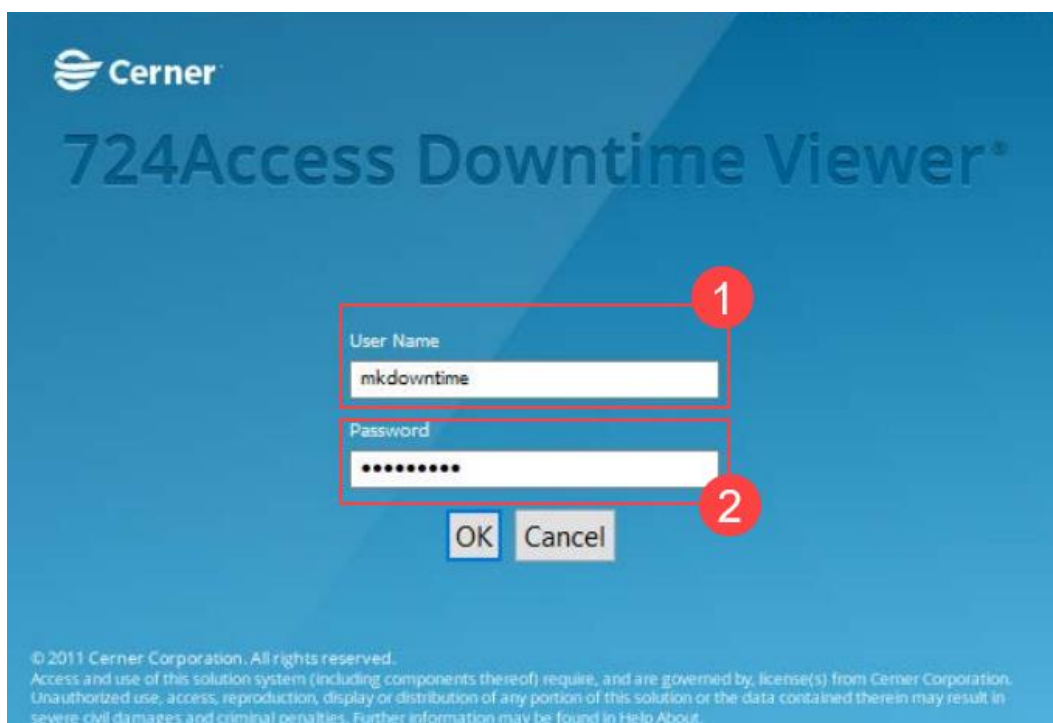 Cerner
724Access Downtime Viewer®
1
User Name
mkdowntime
Password
•••••••••
2
OK Cancel
© 2011 Cerner Corporation. All rights reserved.
Access and use of this solution system (including components thereof) require, and are governed by, license(s) from Cerner Corporation.
Unauthorized use, access, reproduction, display or distribution of any portion of this solution or the data contained therein may result in
severe civil damages and criminal penalties. Further information may be found in Help About.